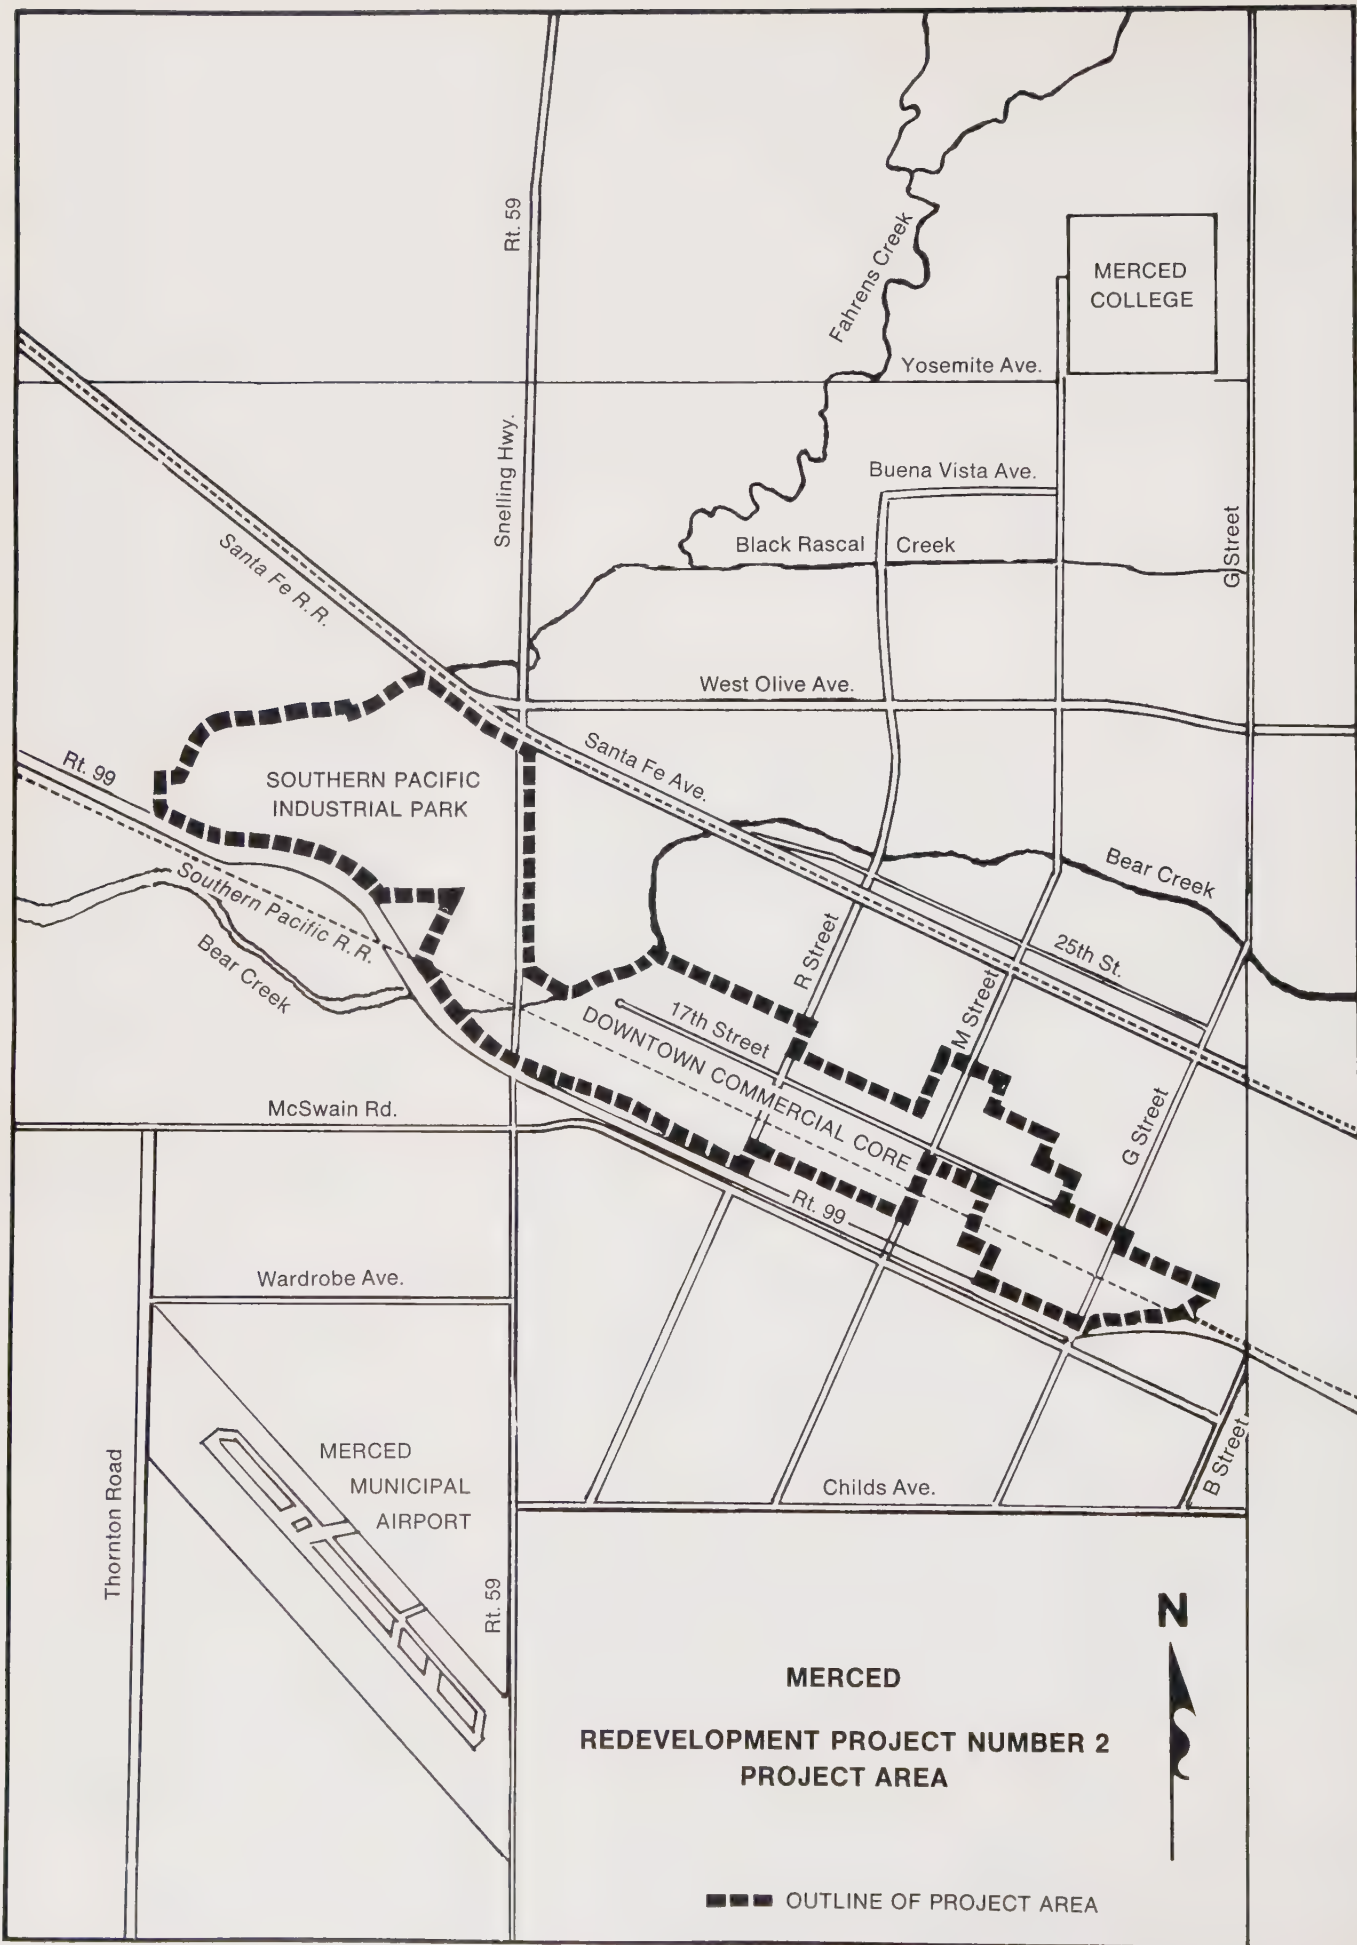 Rt. 59
Fahrens Creek
MERCED
COLLEGE
Yosemite Ave.
Snelling Hwy.
Buena Vista Ave.
Black Rascal Creek
G Street
Santa Fe R.R.
West Olive Ave.
Santa Fe Ave.
Rt. 99
SOUTHERN PACIFIC
INDUSTRIAL PARK
Southern Pacific R.R.
Bear Creek
Bear Creek
25th St.
R Street
M Street
17th Street
DOWNTOWN COMMERCIAL CORE
McSwain Rd.
G Street
Rt. 99
Wardrobe Ave.
Thornton Road
MERCED
MUNICIPAL
AIRPORT
Childs Ave.
B Street
Rt. 59
N
MERCED
REDEVELOPMENT PROJECT NUMBER 2
PROJECT AREA
OUTLINE OF PROJECT AREA